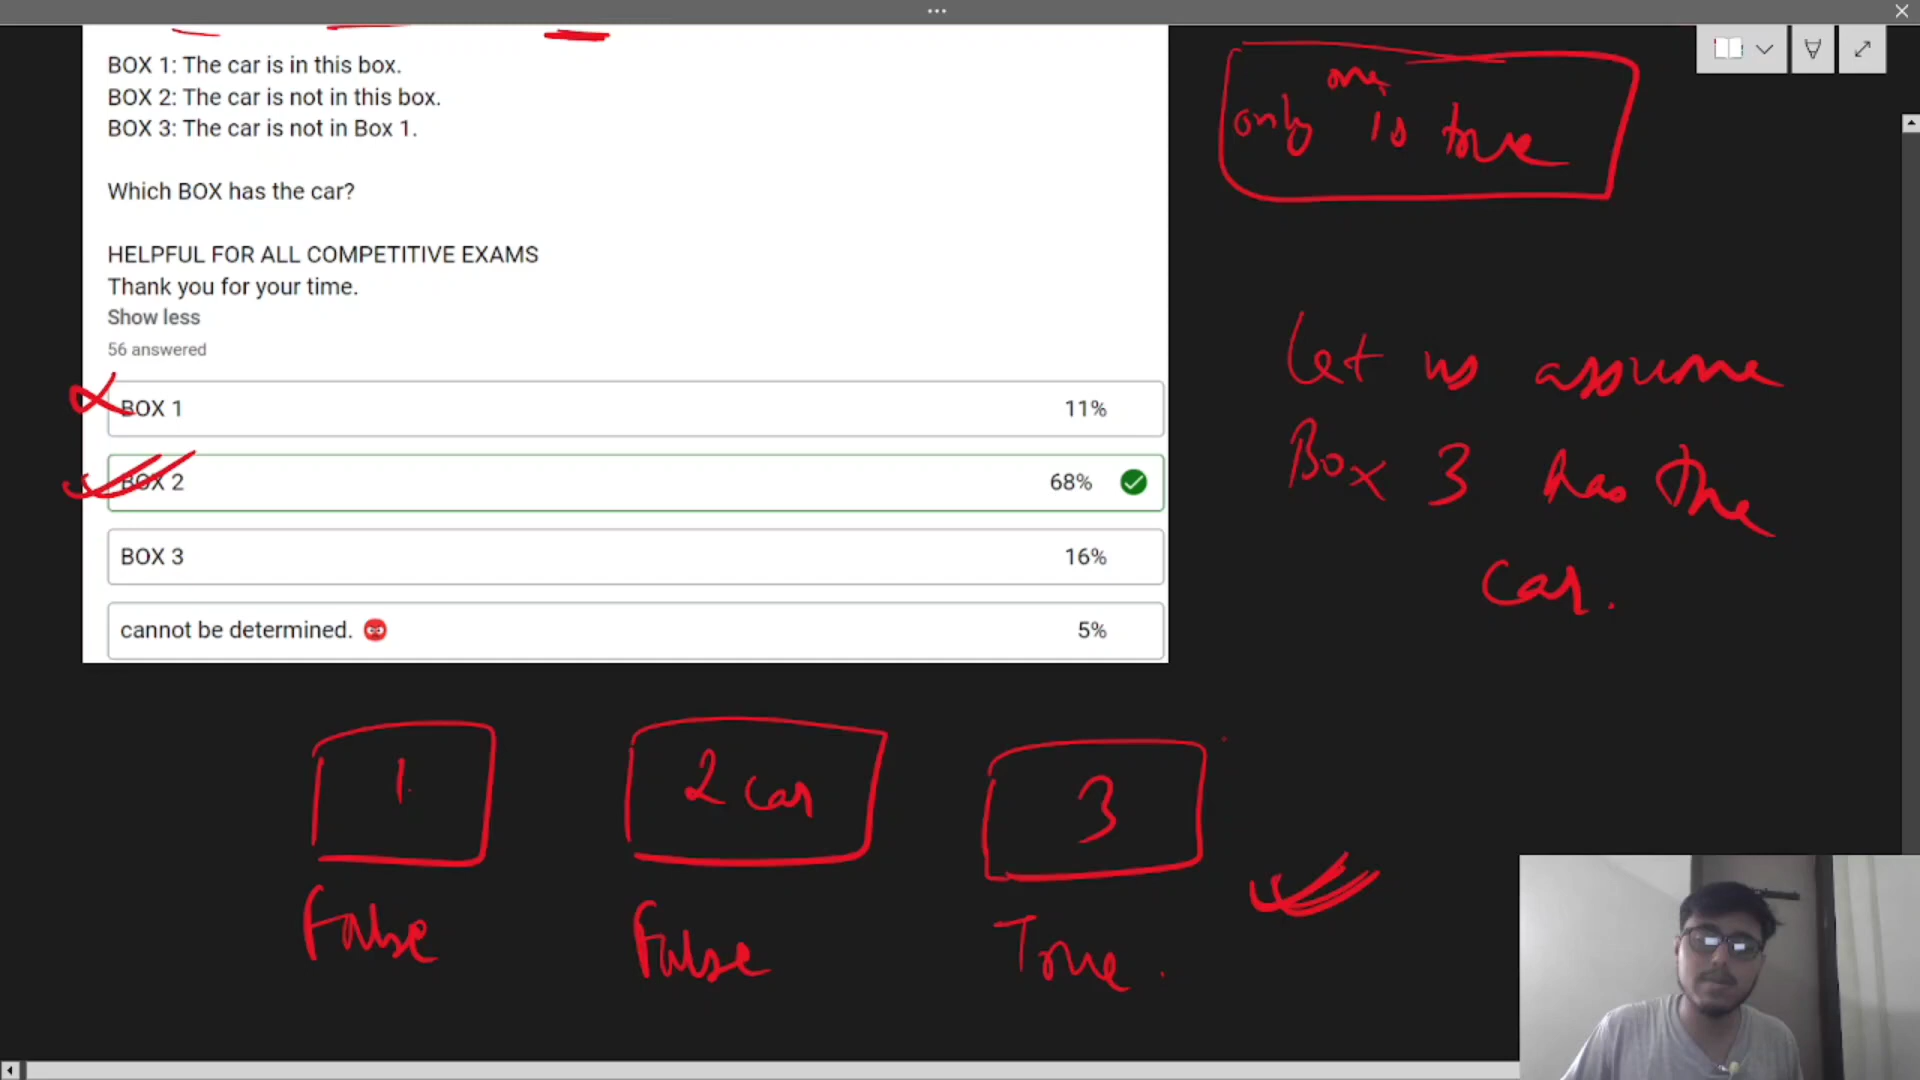 BOX 1: The car is in this box.
BOX 2: The car is not in this box.
BOX 3: The car is not in Box 1.
Which BOX has the car?
HELPFUL FOR ALL COMPETITIVE EXAMS
Thank you for your time.
Show less
56 answered
BOX 1 11%
BOX 2 68%
BOX 3 16%
cannot be determined. 5%
one
only is true
Let us assume
Box 3 has the
car.
1
2 car
3
False
False
True.